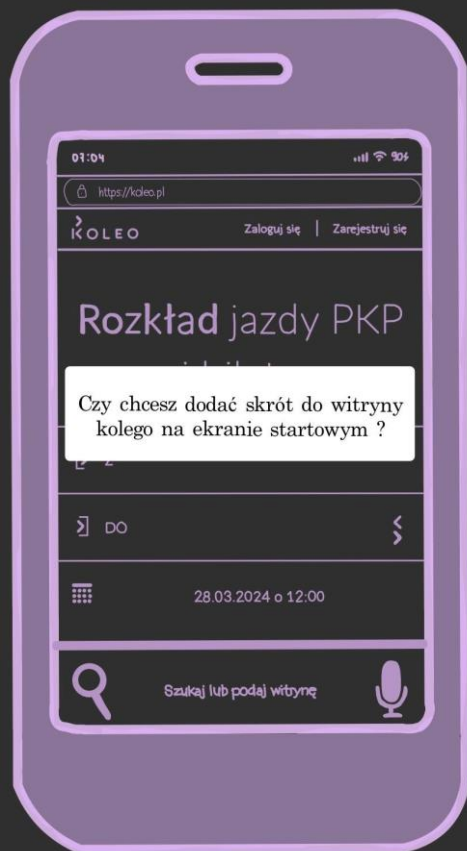 07:04 90%
https://koleo.pl
KOLEO Zaloguj się | Zarejestruj się
Rozkład jazdy PKP
Czy chcesz dodać skrót do witryny
kolego na ekranie startowym ?
Z
DO
28.03.2024 o 12:00
Szukaj lub podaj witrynę